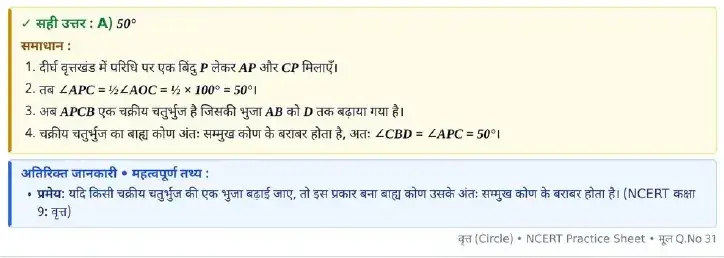 ✓ सही उत्तर : A) 50°
समाधान :
1. दीर्घ वृत्तखंड में परिधि पर एक बिंदु P लेकर AP और CP मिलाएँ।
2. तब ∠APC = ½∠AOC = ½ × 100° = 50°।
3. अब APCB एक चक्रीय चतुर्भुज है जिसकी भुजा AB को D तक बढ़ाया गया है।
4. चक्रीय चतुर्भुज का बाह्य कोण अंतः सम्मुख कोण के बराबर होता है, अतः ∠CBD = ∠APC = 50°।
अतिरिक्त जानकारी • महत्वपूर्ण तथ्य :
• प्रमेय: यदि किसी चक्रीय चतुर्भुज की एक भुजा बढ़ाई जाए, तो इस प्रकार बना बाह्य कोण उसके अंतः सम्मुख कोण के बराबर होता है। (NCERT कक्षा
9: वृत्त)
वृत्त (Circle) • NCERT Practice Sheet • मूल Q.No 31